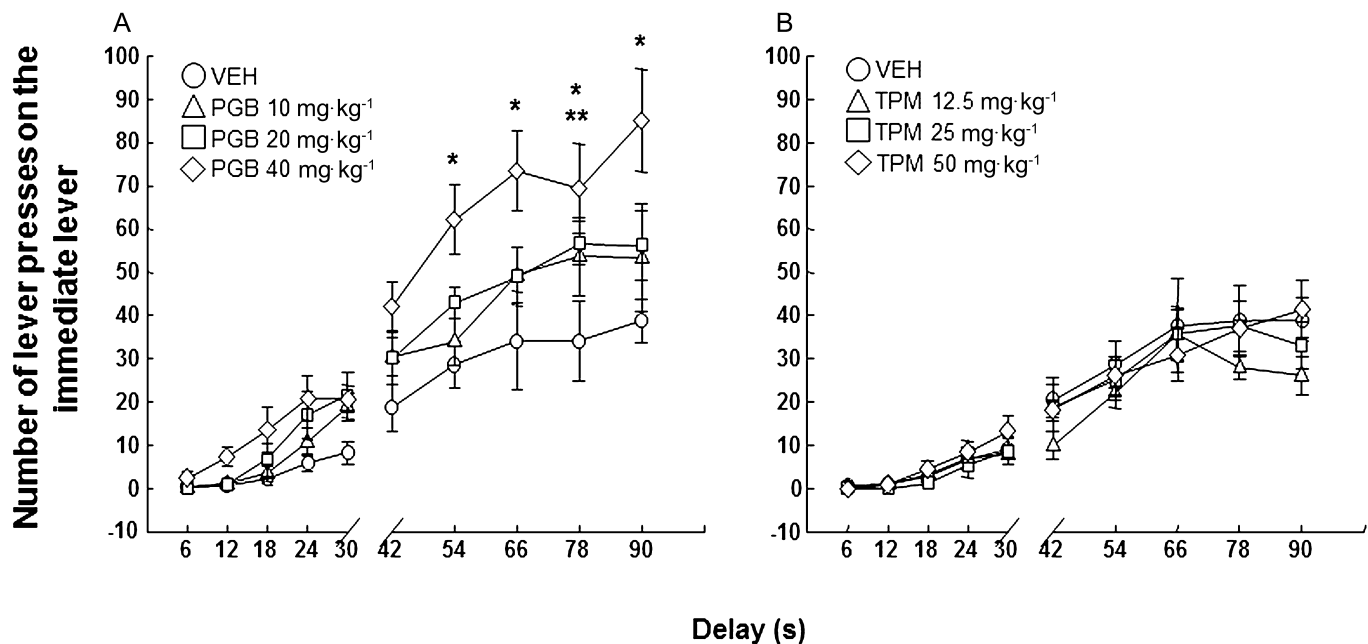 Number of lever presses on the
immediate lever
A
100
90
80
70
60
50
40
30
20
10
0
-10
VEH
PGB 10 mg·kg⁻¹
PGB 20 mg·kg⁻¹
PGB 40 mg·kg⁻¹
*
*
*
**
*
6 12 18 24 30 42 54 66 78 90
B
100
90
80
70
60
50
40
30
20
10
0
-10
VEH
TPM 12.5 mg·kg⁻¹
TPM 25 mg·kg⁻¹
TPM 50 mg·kg⁻¹
6 12 18 24 30 42 54 66 78 90
Delay (s)